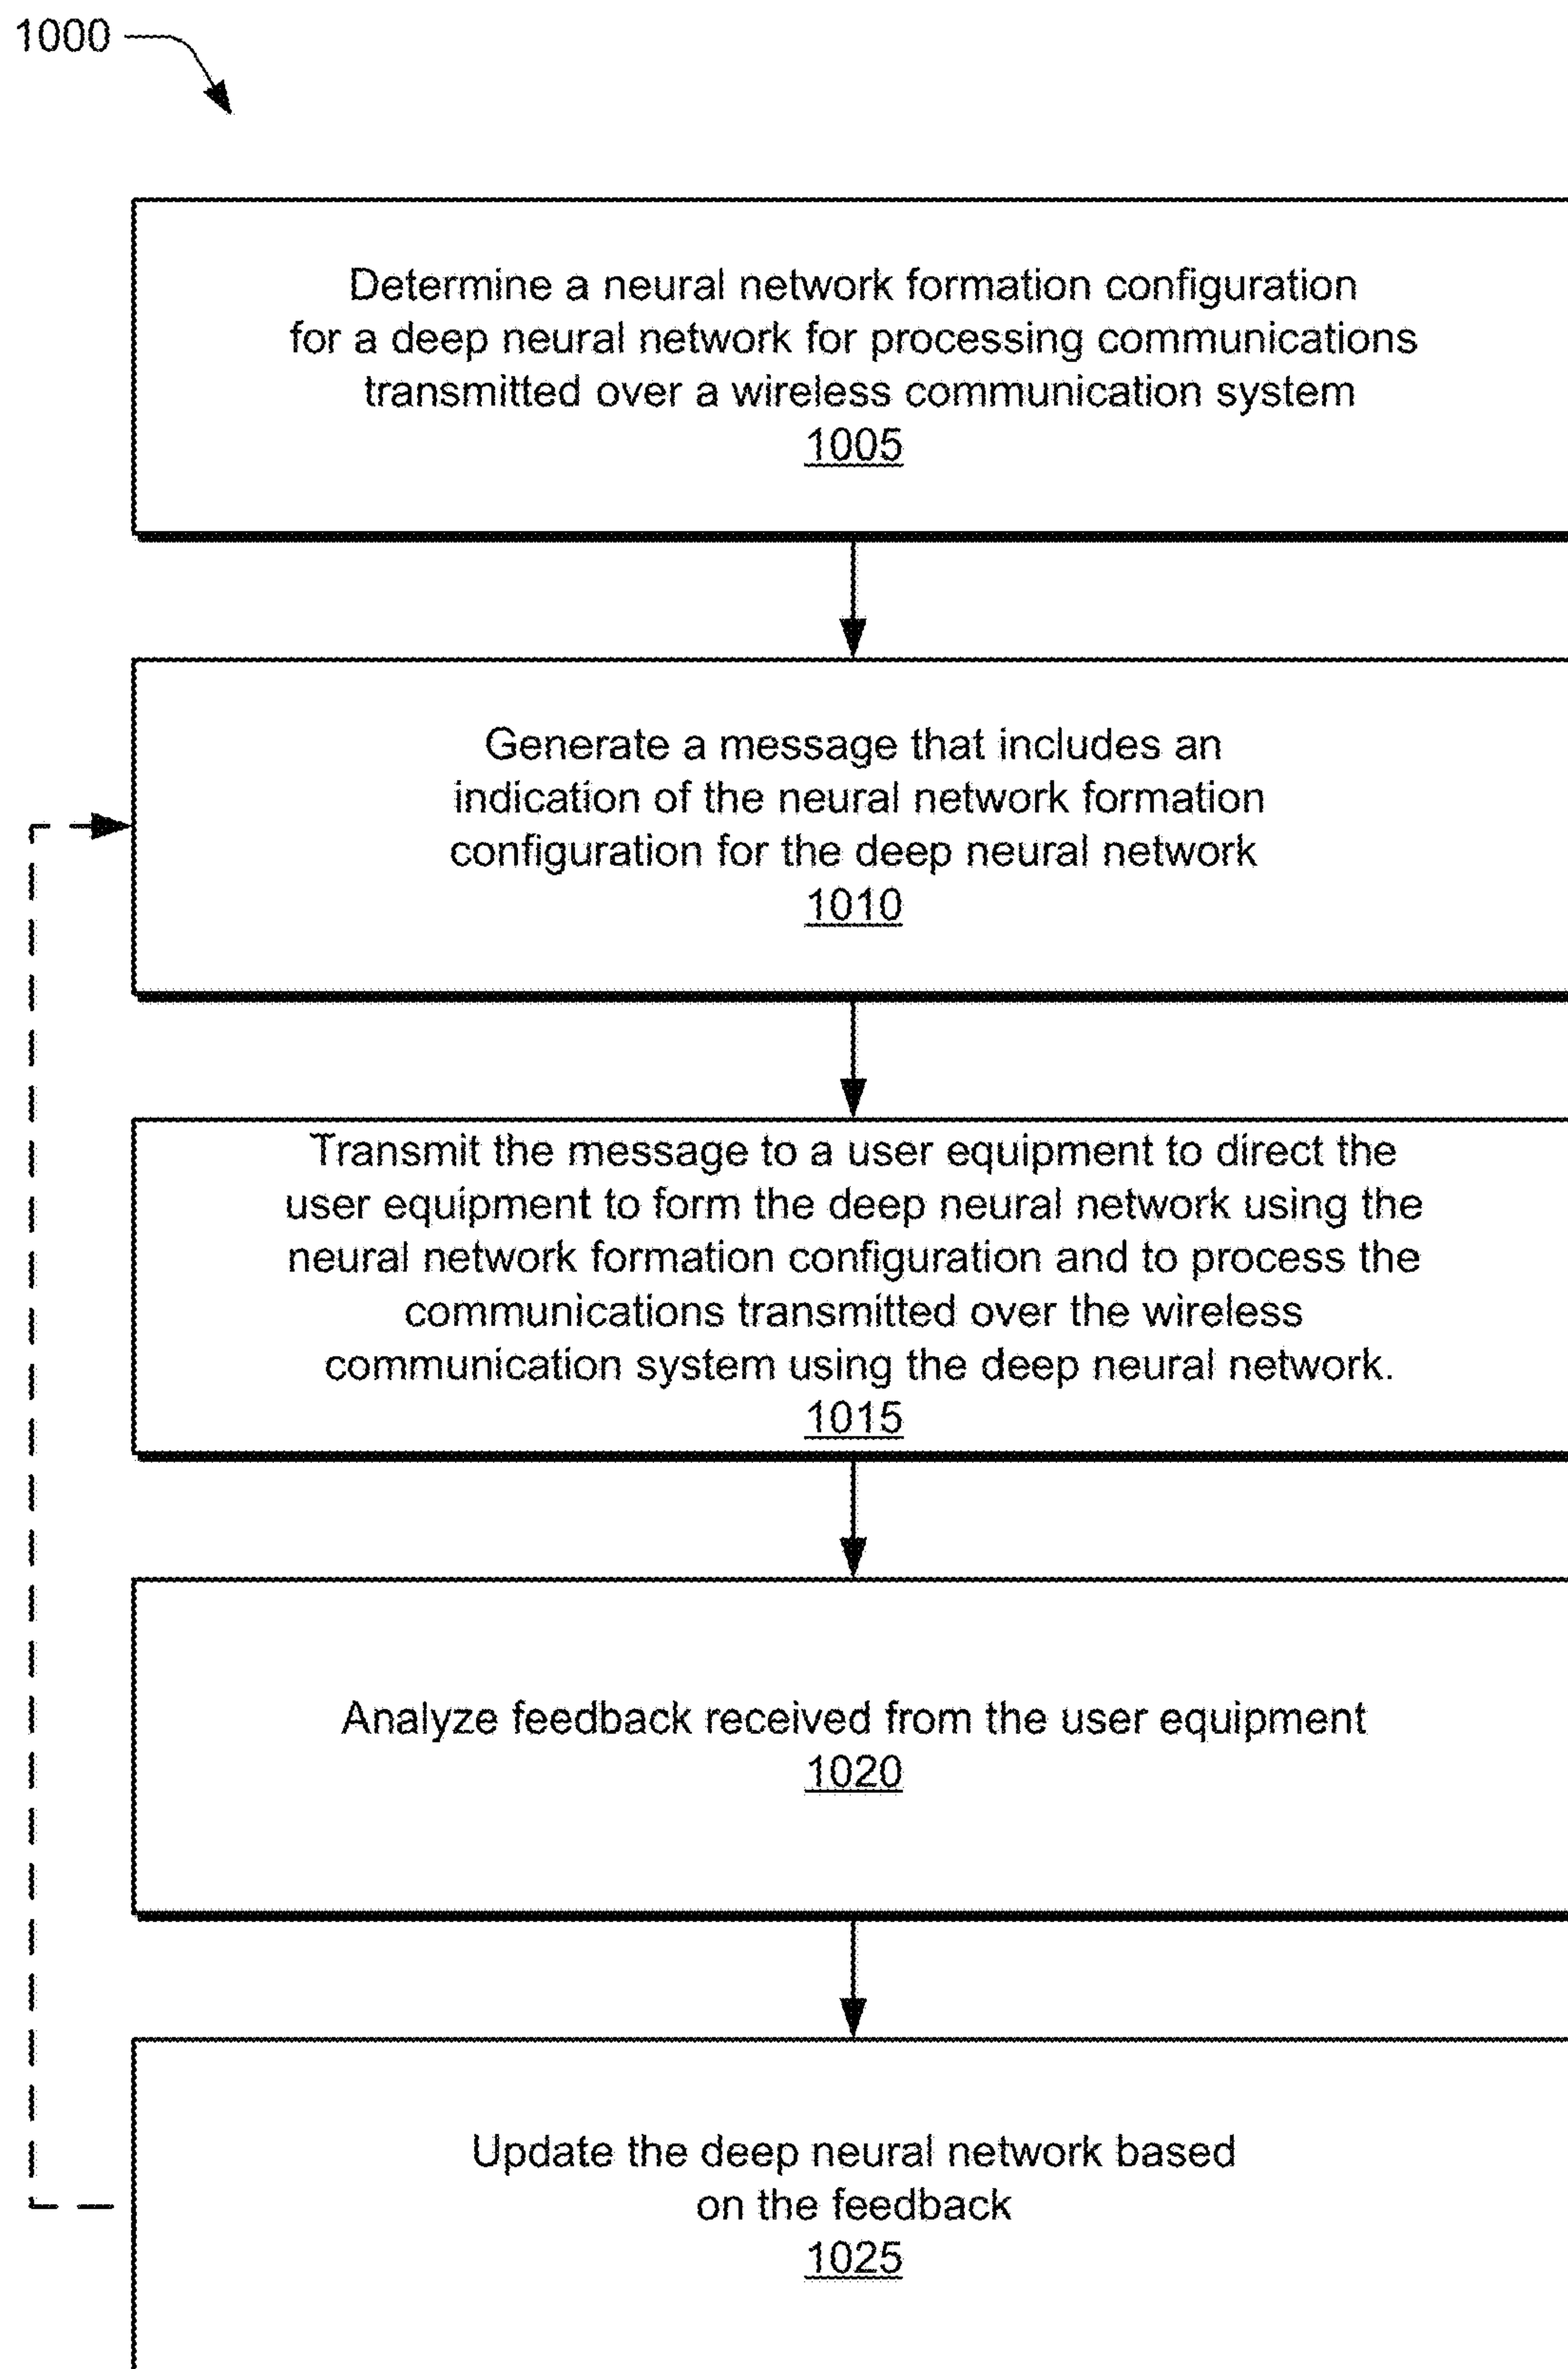 1000
Determine a neural network formation configuration
for a deep neural network for processing communications
transmitted over a wireless communication system
1005
Generate a message that includes an
indication of the neural network formation
configuration for the deep neural network
1010
Transmit the message to a user equipment to direct the
user equipment to form the deep neural network using the
neural network formation configuration and to process the
communications transmitted over the wireless
communication system using the deep neural network.
1015
Analyze feedback received from the user equipment
1020
Update the deep neural network based
on the feedback
1025